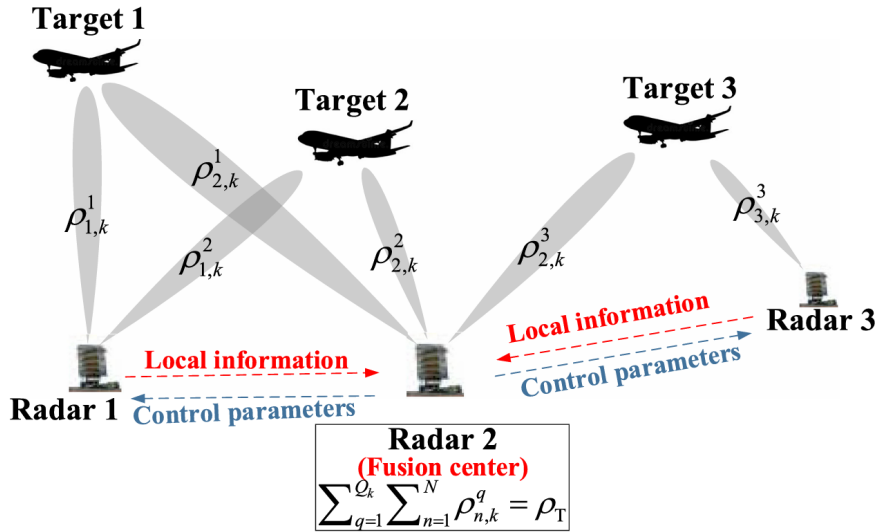 Target 1
Target 2
Target 3
ρ^1_{2,k}
ρ^3_{3,k}
ρ^1_{1,k}
ρ^2_{1,k}
ρ^2_{2,k}
ρ^3_{2,k}
Local information
Radar 3
Local information
Control parameters
Radar 1
Control parameters
Radar 2
(Fusion center)
∑_{q=1}^{Q_k} ∑_{n=1}^{N} ρ^q_{n,k} = ρ_T